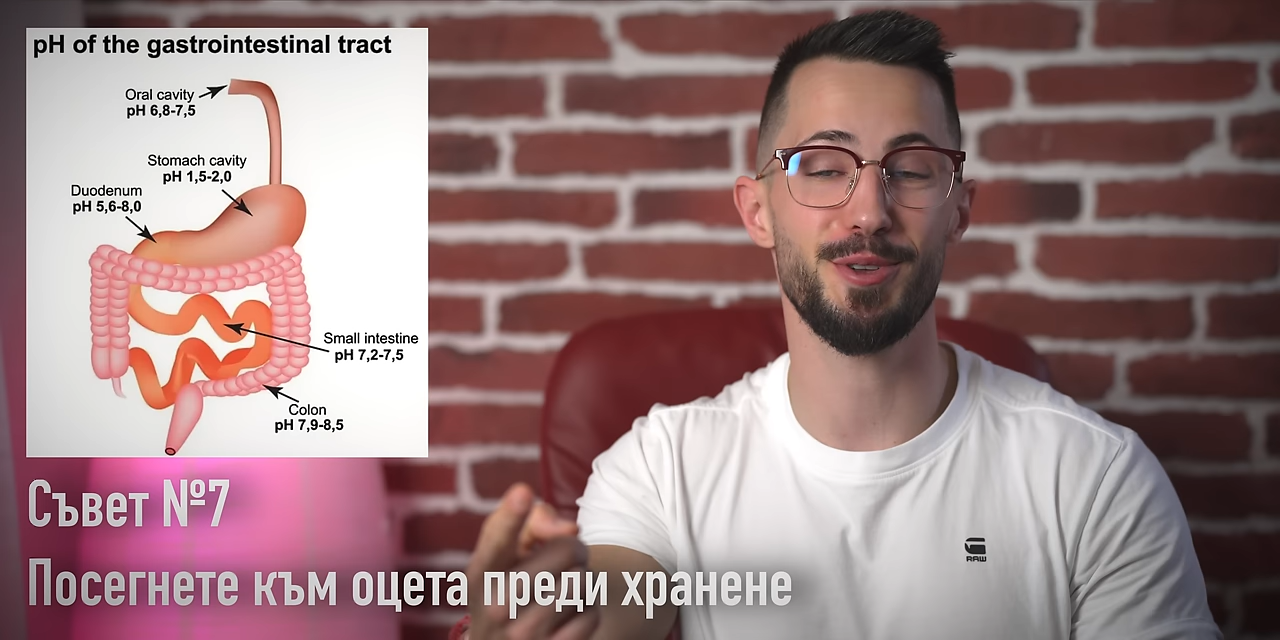 pH of the gastrointestinal tract
Oral cavity
pH 6,8-7,5
Stomach cavity
pH 1,5-2,0
Duodenum
pH 5,6-8,0
Small intestine
pH 7,2-7,5
Colon
pH 7,9-8,5
Съвет №7
Посегнете към оцета преди хранене
RAW